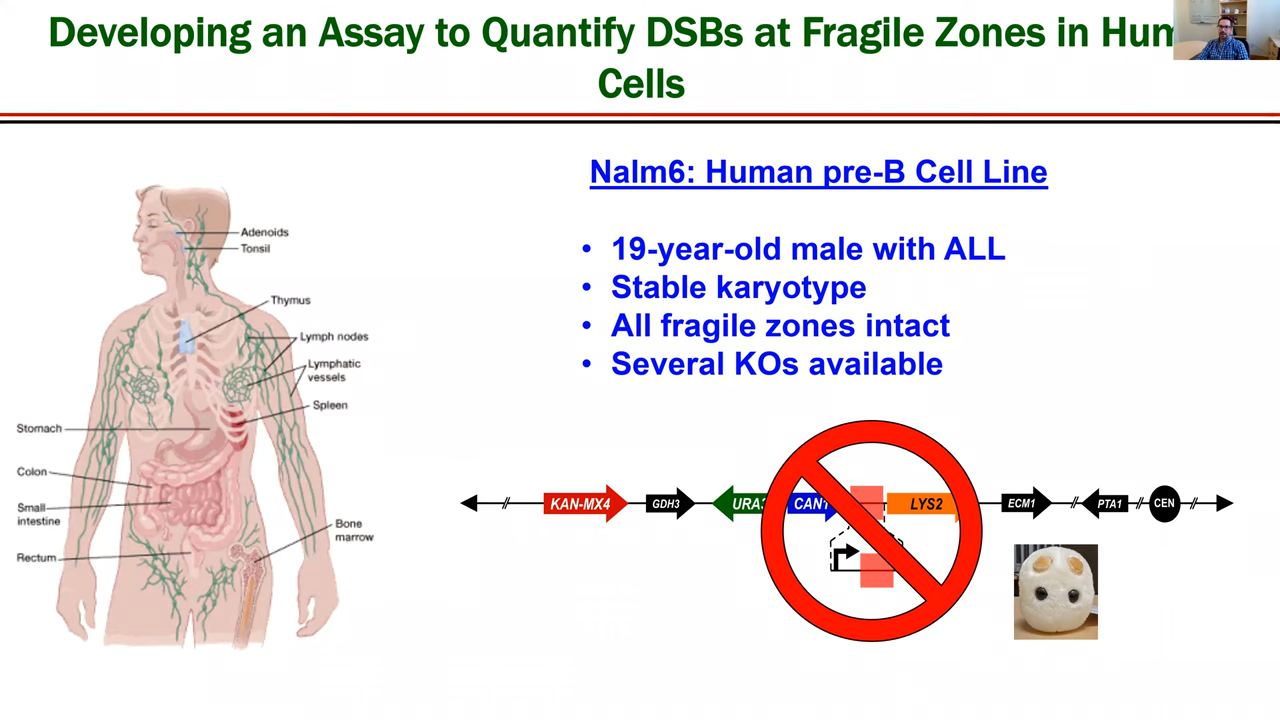 Developing an Assay to Quantify DSBs at Fragile Zones in Hum
Cells
Nalm6: Human pre-B Cell Line
• 19-year-old male with ALL
• Stable karyotype
• All fragile zones intact
• Several KOs available
Adenoids
Tonsil
Thymus
Lymph nodes
Lymphatic
vessels
Spleen
Stomach
Colon
Small
intestine
Rectum
Bone
marrow
KAN-MX4
GDH3
URA3
CAN1
LYS2
ECM1
PTA1
CEN